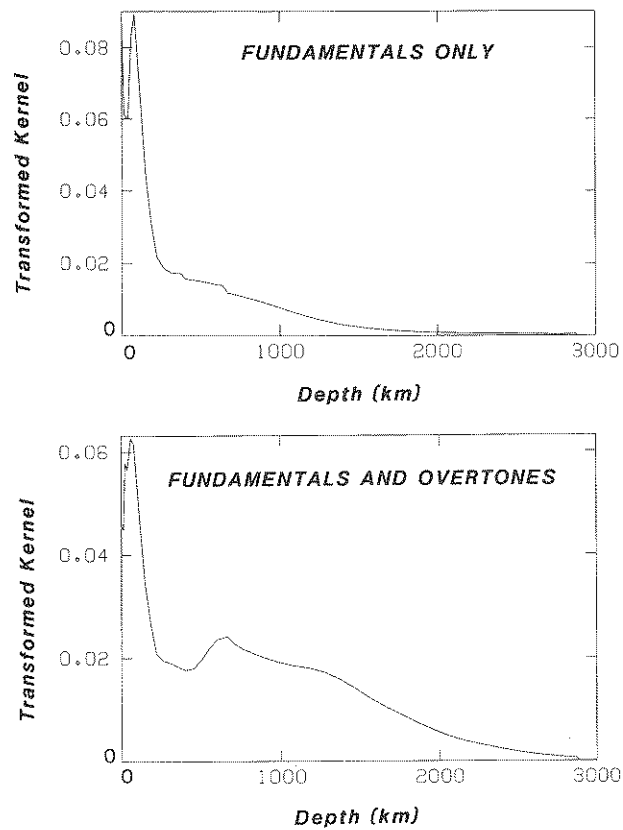 FUNDAMENTALS ONLY
Transformed Kernel
0.08
0.06
0.04
0.02
0
0 1000 2000 3000
Depth (km)
FUNDAMENTALS AND OVERTONES
Transformed Kernel
0.06
0.04
0.02
0
0 1000 2000 3000
Depth (km)